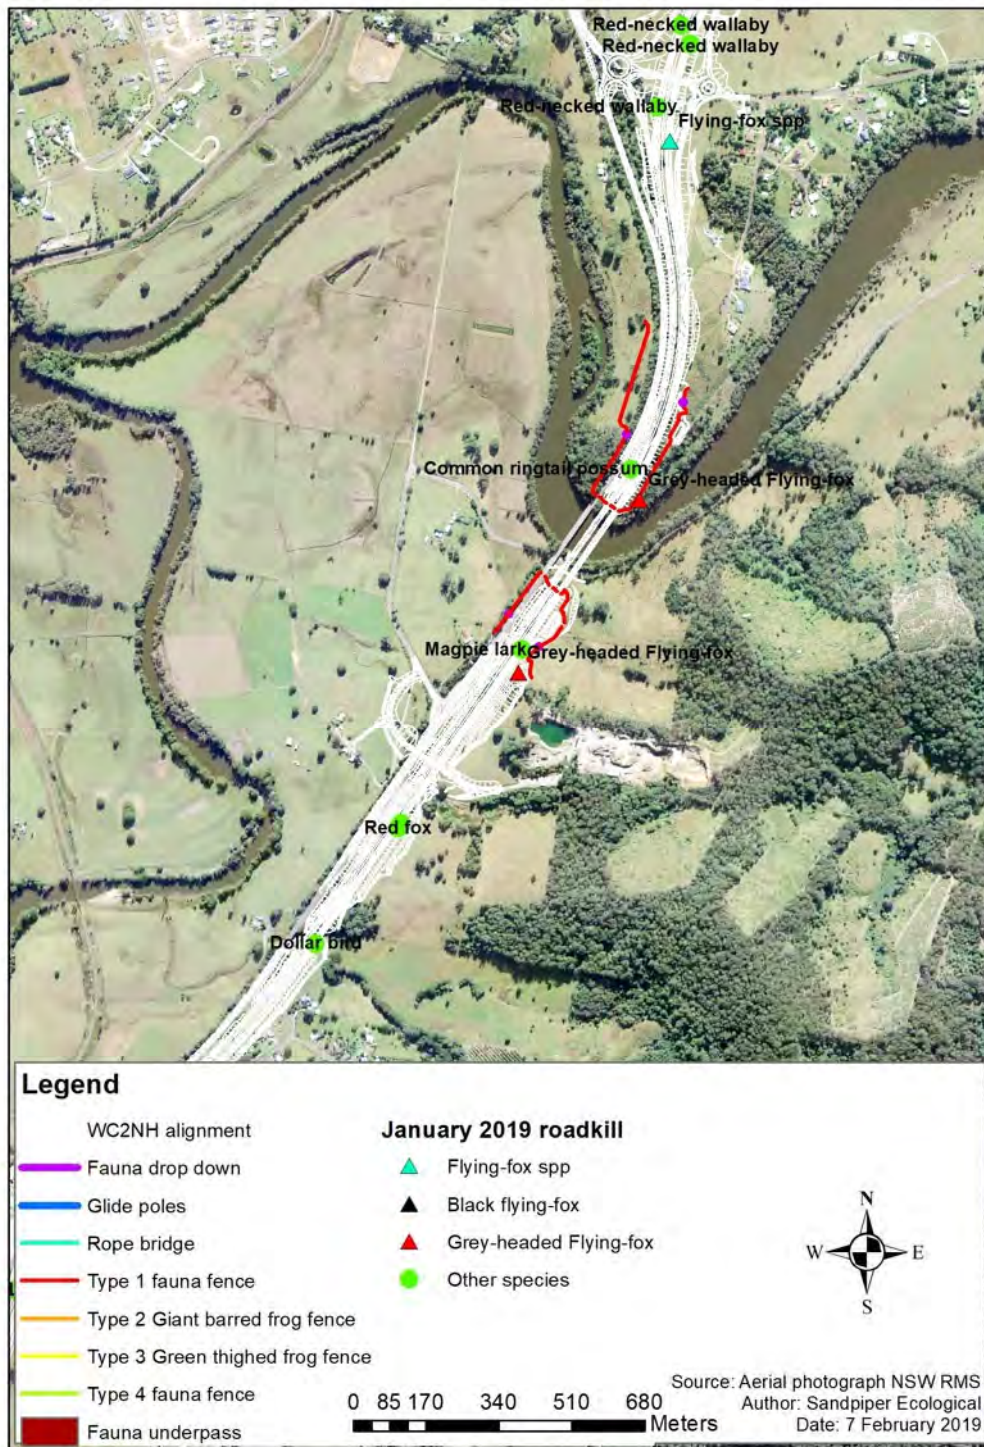 Red-necked wallaby
Red-necked wallaby
Red-necked wallaby
Flying-fox spp
Common ringtail possum
Grey-headed Flying-fox
Magpie lark
Grey-headed Flying-fox
Red fox
Dollar bird
Legend
WC2NH alignment
Fauna drop down
Glide poles
Rope bridge
Type 1 fauna fence
Type 2 Giant barred frog fence
Type 3 Green thighed frog fence
Type 4 fauna fence
Fauna underpass
January 2019 roadkill
Flying-fox spp
Black flying-fox
Grey-headed Flying-fox
Other species
N
W
E
S
0 85 170 340 510 680
Meters
Source: Aerial photograph NSW RMS
Author: Sandpiper Ecological
Date: 7 February 2019